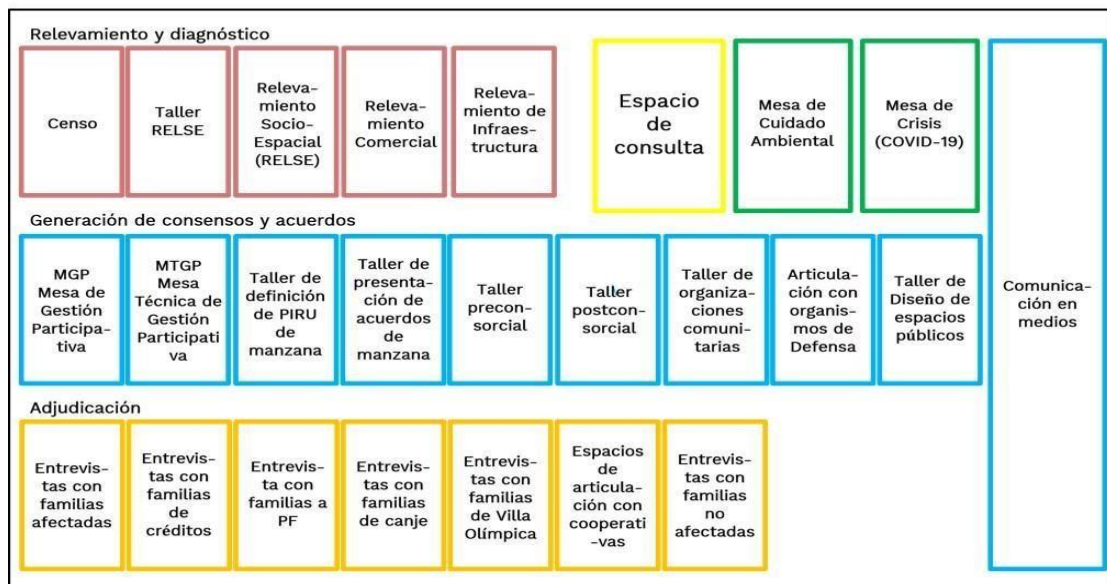 Relevamiento y diagnóstico
Censo
Taller
RELSE
Releva-
miento
Socio-
Espacial
(RELSE)
Releva-
miento
Comercial
Releva-
miento de
Infraes-
tructura
Espacio
de
consulta
Mesa de
Cuidado
Ambiental
Mesa de
Crisis
(COVID-19)
Comunica-
ción en
medios
Generación de consensos y acuerdos
MGP
Mesa de
Gestión
Participa-
tiva
MTGP
Mesa
Técnica de
Gestión
Participati
va
Taller de
definición
de PIRU de
manzana
Taller de
presenta-
ción de
acuerdos
de
manzana
Taller
precon-
sorcial
Taller
postcon-
sorcial
Taller de
organiza-
ciones
comuni-
tarias
Articula-
ción con
organis-
mos de
Defensa
Taller de
Diseño de
espacios
públicos
Adjudicación
Entrevis-
tas con
familias
afectadas
Entrevis-
tas con
familias
de
créditos
Entrevis-
ta con
familias a
PF
Entrevis-
tas con
familias
de canje
Entrevis-
tas con
familias
de Villa
Olímpica
Espacios
de
articula-
ción con
cooperati
-vas
Entrevis-
tas con
familias
no
afectadas